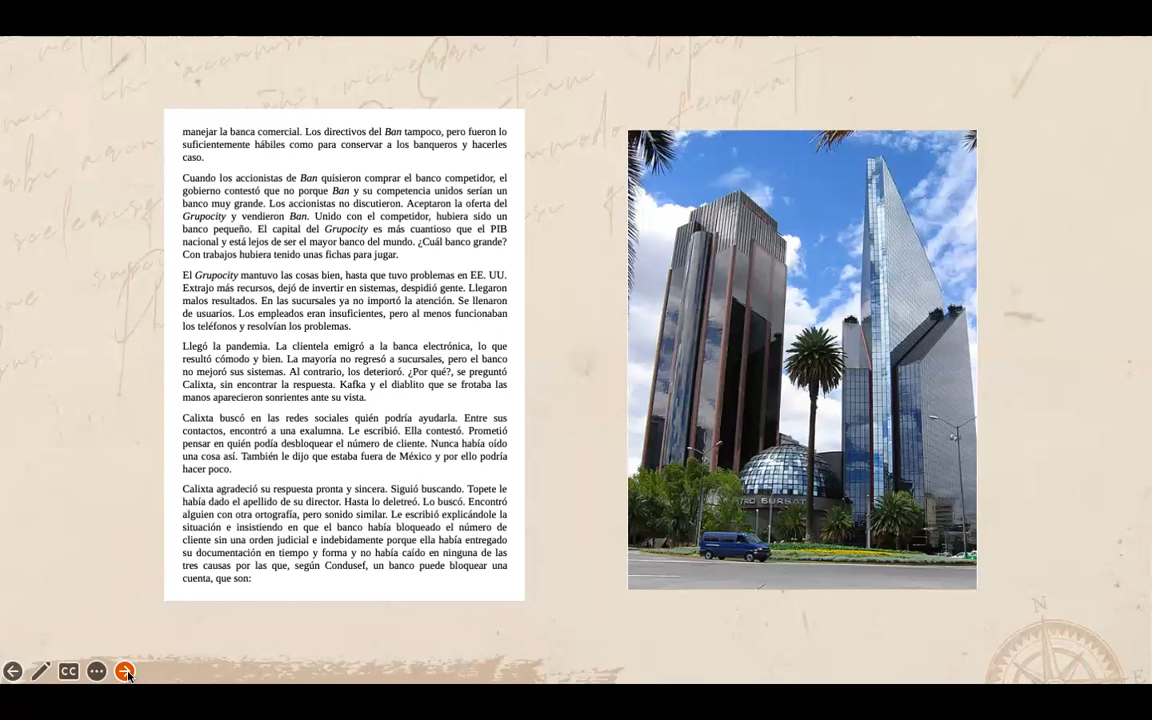 manejar la banca comercial. Los directivos del Ban tampoco, pero fueron lo
suficientemente hábiles como para conservar a los banqueros y hacerles
caso.
Cuando los accionistas de Ban quisieron comprar el banco competidor, el
gobierno contestó que no porque Ban y su competencia unidos serían un
banco muy grande. Los accionistas no discutieron. Aceptaron la oferta del
Grupocity y vendieron Ban. Unido con el competidor, hubiera sido un
banco pequeño. El capital del Grupocity es más cuantioso que el PIB
nacional y está lejos de ser el mayor banco del mundo. ¿Cuál banco grande?
Con trabajos hubiera tenido unas fichas para jugar.
El Grupocity mantuvo las cosas bien, hasta que tuvo problemas en EE. UU.
Extrajo más recursos, dejó de invertir en sistemas, despidió gente. Llegaron
malos resultados. En las sucursales ya no importó la atención. Se llenaron
de usuarios. Los empleados eran insuficientes, pero al menos funcionaban
los teléfonos y resolvían los problemas.
Llegó la pandemia. La clientela emigró a la banca electrónica, lo que
resultó cómodo y bien. La mayoría no regresó a sucursales, pero el banco
no mejoró sus sistemas. Al contrario, los deterioró. ¿Por qué?, se preguntó
Calixta, sin encontrar la respuesta. Kafka y el diablito que se frotaba las
manos aparecieron sonrientes ante su vista.
Calixta buscó en las redes sociales quién podría ayudarla. Entre sus
contactos, encontró a una exalumna. Le escribió. Ella contestó. Prometió
pensar en quién podía desbloquear el número de cliente. Nunca había oído
una cosa así. También le dijo que estaba fuera de México y por ello podría
hacer poco.
Calixta agradeció su respuesta pronta y sincera. Siguió buscando. Topete le
había dado el apellido de su director. Hasta lo deletreó. Lo buscó. Encontró
alguien con otra ortografía, pero sonido similar. Le escribió explicándole la
situación e insistiendo en que el banco había bloqueado el número de
cliente sin una orden judicial e indebidamente porque ella había entregado
su documentación en tiempo y forma y no había caído en ninguna de las
tres causas por las que, según Condusef, un banco puede bloquear una
cuenta, que son:
TRO BURSAT
N
E
CC